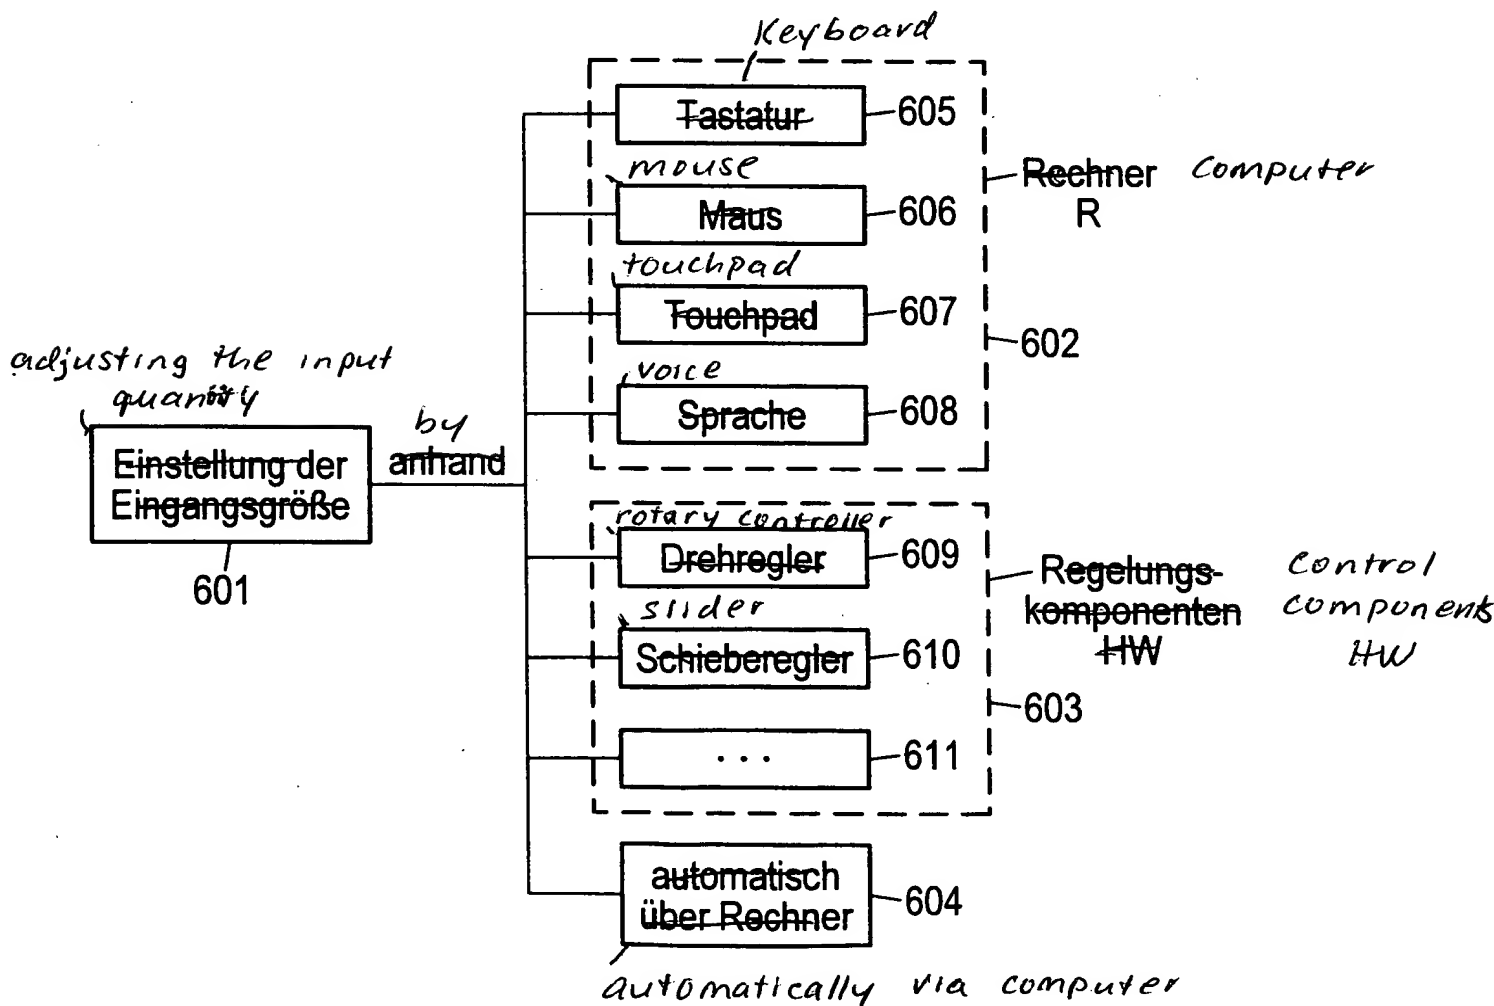 Keyboard
Tastatur 605
mouse
Maus 606
touchpad
Touchpad 607
voice
Sprache 608
Rechner Computer
R
602
adjusting the input
quantity
Einstellung der
Eingangsgröße
601
by
anhand
rotary controller
Drehregler 609
slider
Schieberegler 610
... 611
Regelungs- Control
komponenten components
HW HW
603
automatisch
über Rechner
604
automatically via computer